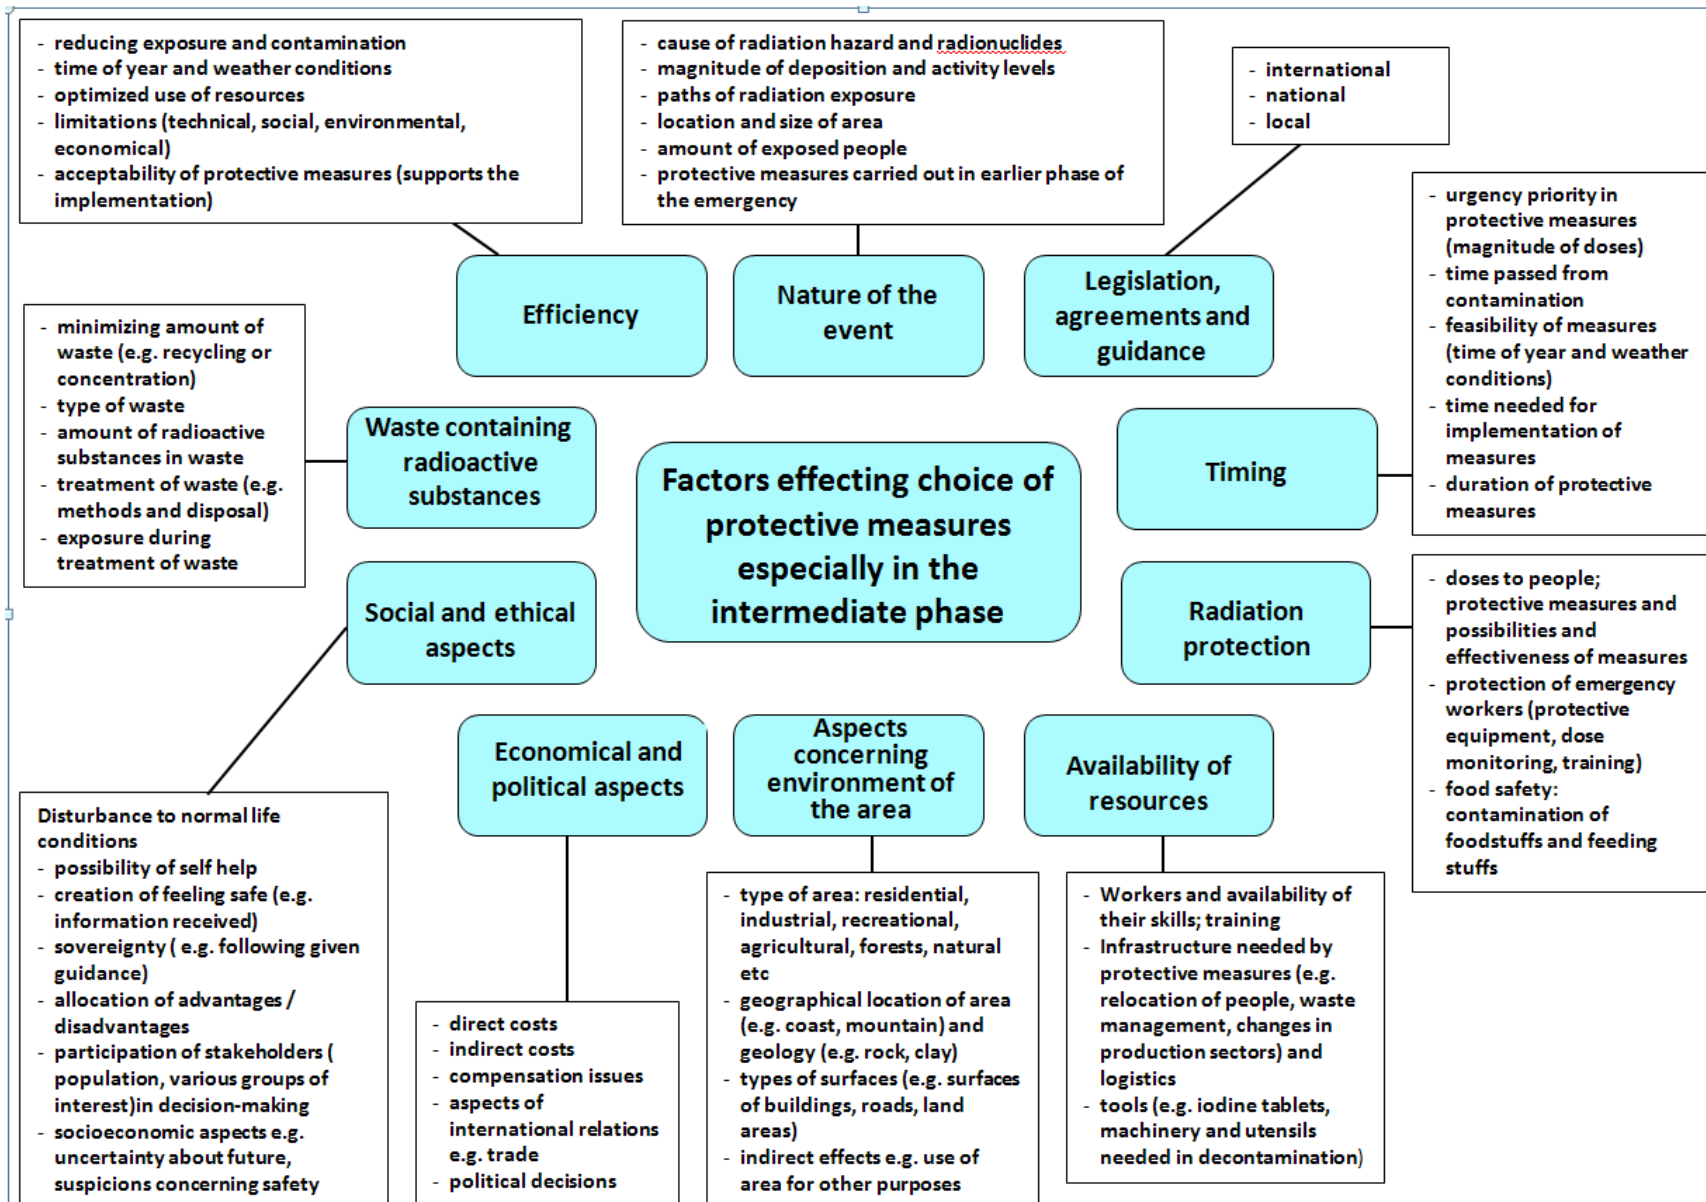 - reducing exposure and contamination
- time of year and weather conditions
- optimized use of resources
- limitations (technical, social, environmental,
economical)
- acceptability of protective measures (supports the
implementation)
- cause of radiation hazard and radionuclides
- magnitude of deposition and activity levels
- paths of radiation exposure
- location and size of area
- amount of exposed people
- protective measures carried out in earlier phase of
the emergency
- international
- national
- local
Efficiency
Nature of the
event
Legislation,
agreements and
guidance
- urgency priority in
protective measures
(magnitude of doses)
- time passed from
contamination
- feasibility of measures
(time of year and weather
conditions)
- time needed for
implementation of
measures
- duration of protective
measures
- minimizing amount of
waste (e.g. recycling or
concentration)
- type of waste
- amount of radioactive
substances in waste
- treatment of waste (e.g.
methods and disposal)
- exposure during
treatment of waste
Waste containing
radioactive
substances
Factors effecting choice of
protective measures
especially in the
intermediate phase
Timing
Social and ethical
aspects
Radiation
protection
- doses to people;
protective measures and
possibilities and
effectiveness of measures
- protection of emergency
workers (protective
equipment, dose
monitoring, training)
- food safety:
contamination of
foodstuffs and feeding
stuffs
Economical and
political aspects
Aspects
concerning
environment of
the area
Availability of
resources
Disturbance to normal life
conditions
- possibility of self help
- creation of feeling safe (e.g.
information received)
- sovereignty ( e.g. following given
guidance)
- allocation of advantages /
disadvantages
- participation of stakeholders (
population, various groups of
interest)in decision-making
- socioeconomic aspects e.g.
uncertainty about future,
suspicions concerning safety
- direct costs
- indirect costs
- compensation issues
- aspects of
international relations
e.g. trade
- political decisions
- type of area: residential,
industrial, recreational,
agricultural, forests, natural
etc
- geographical location of area
(e.g. coast, mountain) and
geology (e.g. rock, clay)
- types of surfaces (e.g. surfaces
of buildings, roads, land
areas)
- indirect effects e.g. use of
area for other purposes
- Workers and availability of
their skills; training
- Infrastructure needed by
protective measures (e.g.
relocation of people, waste
management, changes in
production sectors) and
logistics
- tools (e.g. iodine tablets,
machinery and utensils
needed in decontamination)